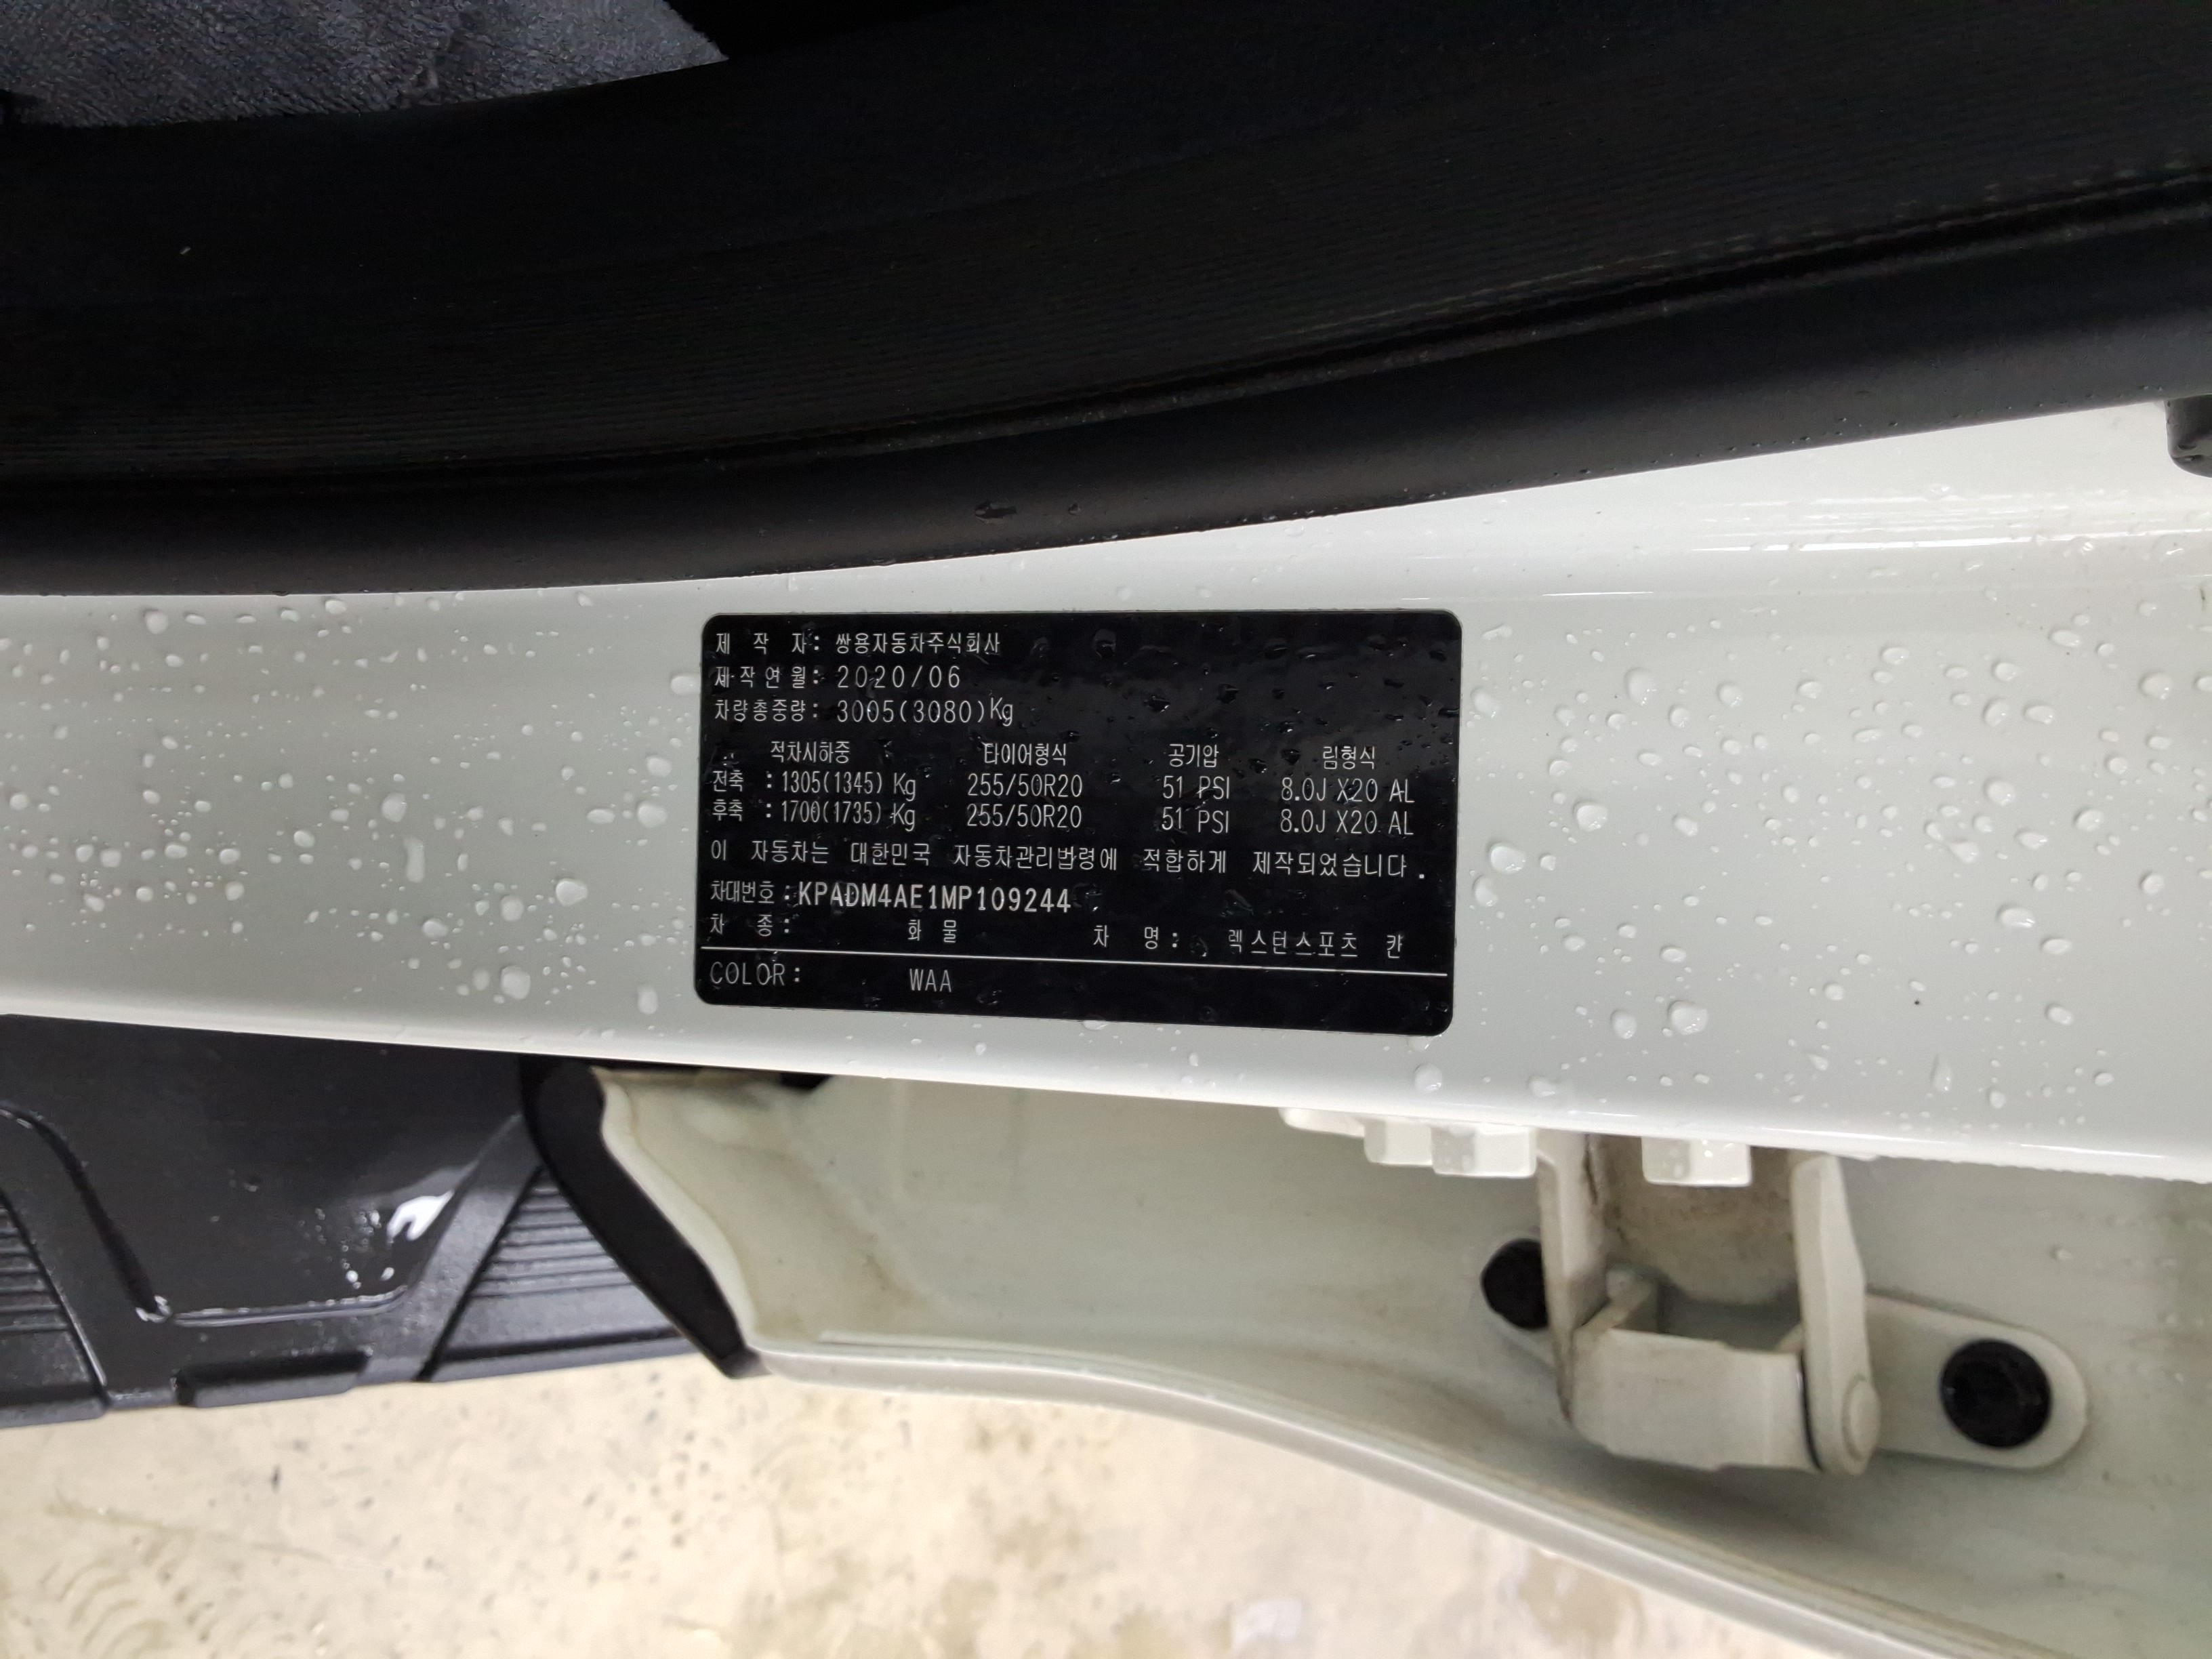 제 작 자: 쌍용자동차주식회사
제작연월: 2020/06
차량총중량: 3005(3080)Kg
적차시하중 타이어형식 공기압 림형식
전축 : 1305(1345) Kg 255/50R20 51 PSI 8.0J X20 AL
후축 : 1700(1735) Kg 255/50R20 51 PSI 8.0J X20 AL
이 자동차는 대한민국 자동차관리법령에 적합하게 제작되었습니다.
차대번호:KPADM4AE1MP109244
차 종: 화 물 차 명: 렉스턴스포츠 칸
COLOR: WAA